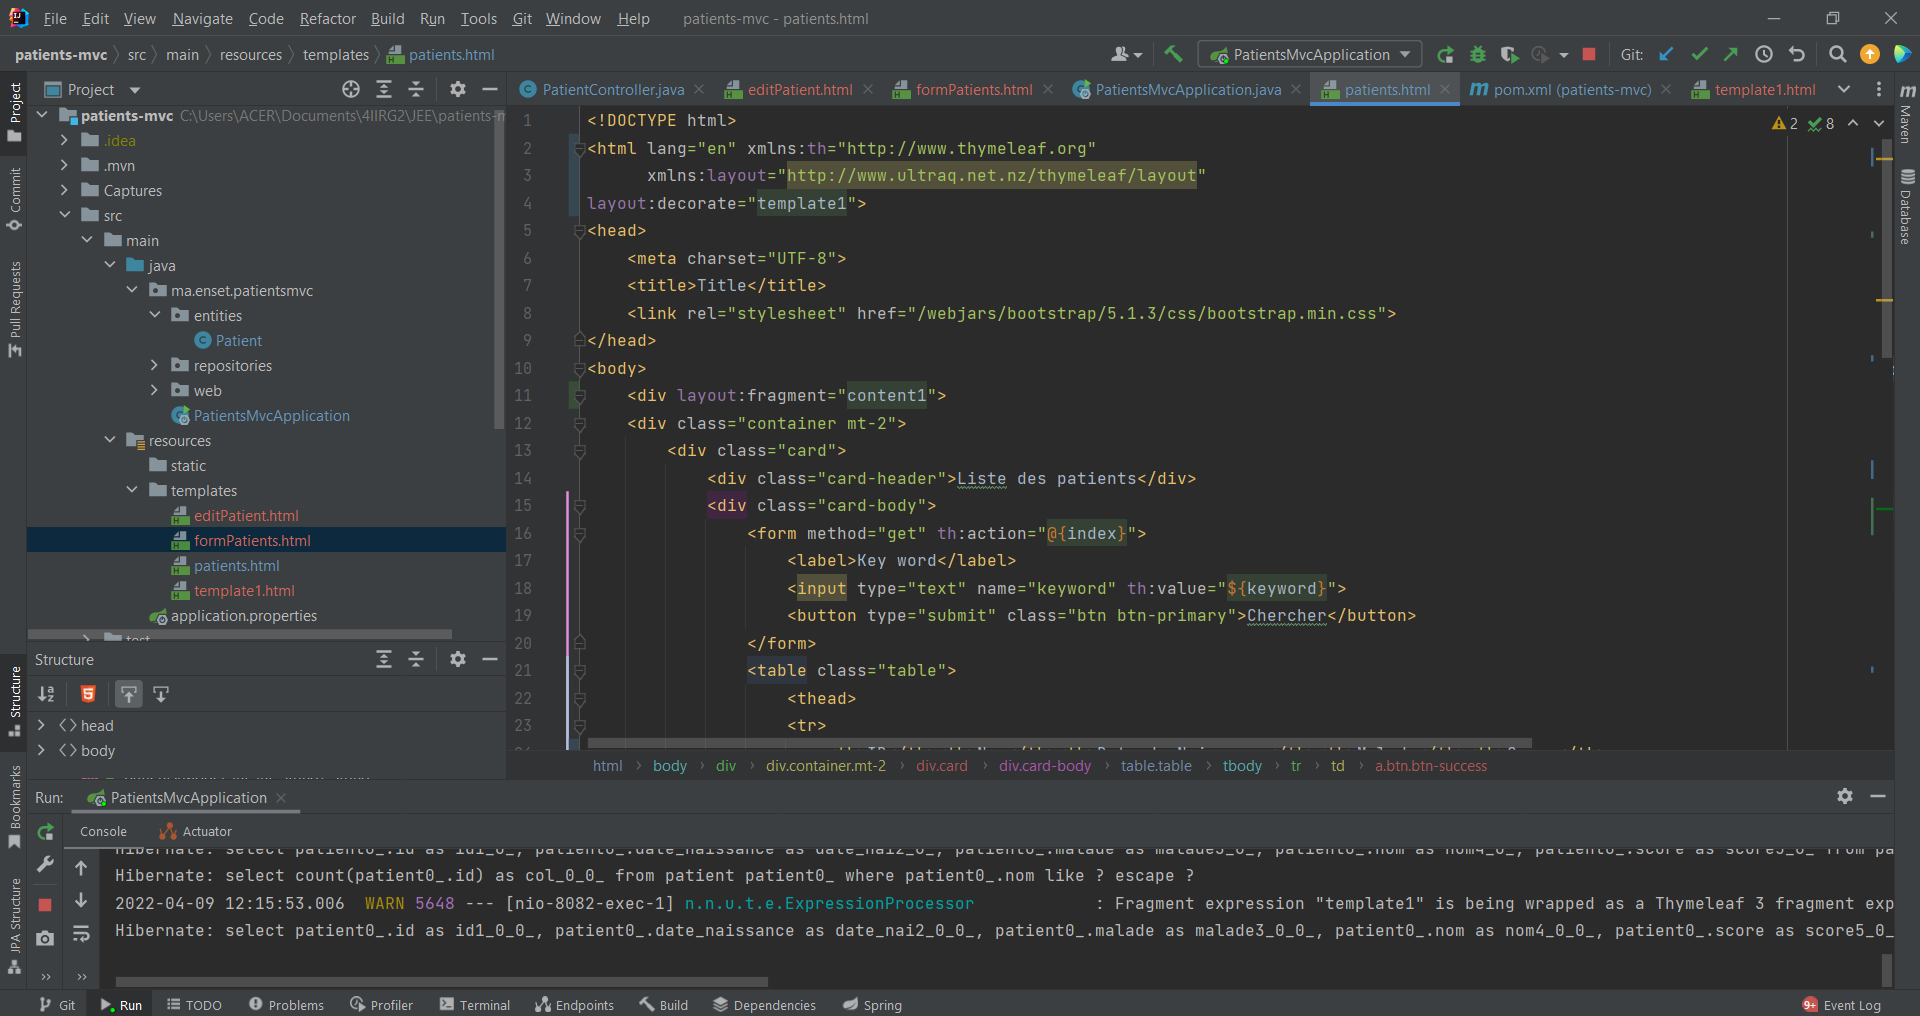 File Edit View Navigate Code Refactor Build Run Tools Git Window Help patients-mvc - patients.html
patients-mvc src main resources templates patients.html PatientsMvcApplication Git:
Project
PatientController.java editPatient.html formPatients.html PatientsMvcApplication.java patients.html pom.xml (patients-mvc) template1.html
patients-mvc C:\Users\ACER\Documents\4IIRG2\JEE\patients-m
.idea
.mvn
Captures
src
main
java
ma.enset.patientsmvc
entities
Patient
repositories
web
PatientsMvcApplication
resources
static
templates
editPatient.html
formPatients.html
patients.html
template1.html
application.properties
test
Structure
head
body
Project
Commit
Pull Requests
Structure
Bookmarks
JPA Structure
2 8
1 <!DOCTYPE html>
2 <html lang="en" xmlns:th="http://www.thymeleaf.org"
3 xmlns:layout="http://www.ultraq.net.nz/thymeleaf/layout"
4 layout:decorate="template1">
5 <head>
6 <meta charset="UTF-8">
7 <title>Title</title>
8 <link rel="stylesheet" href="/webjars/bootstrap/5.1.3/css/bootstrap.min.css">
9 </head>
10 <body>
11 <div layout:fragment="content1">
12 <div class="container mt-2">
13 <div class="card">
14 <div class="card-header">Liste des patients</div>
15 <div class="card-body">
16 <form method="get" th:action="@{index}">
17 <label>Key word</label>
18 <input type="text" name="keyword" th:value="${keyword}">
19 <button type="submit" class="btn btn-primary">Chercher</button>
20 </form>
21 <table class="table">
22 <thead>
23 <tr>
html body div div.container.mt-2 div.card div.card-body table.table tbody tr td a.btn.btn-success
m
Maven
Database
Run: PatientsMvcApplication
Console Actuator
Hibernate: select patient0_.id as id1_0_, patient0_.date_naissance as date_nai2_0_, patient0_.malade as malade3_0_, patient0_.nom as nom4_0_, patient0_.score as score5_0_ from pa
Hibernate: select count(patient0_.id) as col_0_0_ from patient patient0_ where patient0_.nom like ? escape ?
2022-04-09 12:15:53.006 WARN 5648 --- [nio-8082-exec-1] n.n.u.t.e.ExpressionProcessor : Fragment expression "template1" is being wrapped as a Thymeleaf 3 fragment exp
Hibernate: select patient0_.id as id1_0_0_, patient0_.date_naissance as date_nai2_0_0_, patient0_.malade as malade3_0_0_, patient0_.nom as nom4_0_0_, patient0_.score as score5_0_
Git Run TODO Problems Profiler Terminal Endpoints Build Dependencies Spring 9+ Event Log